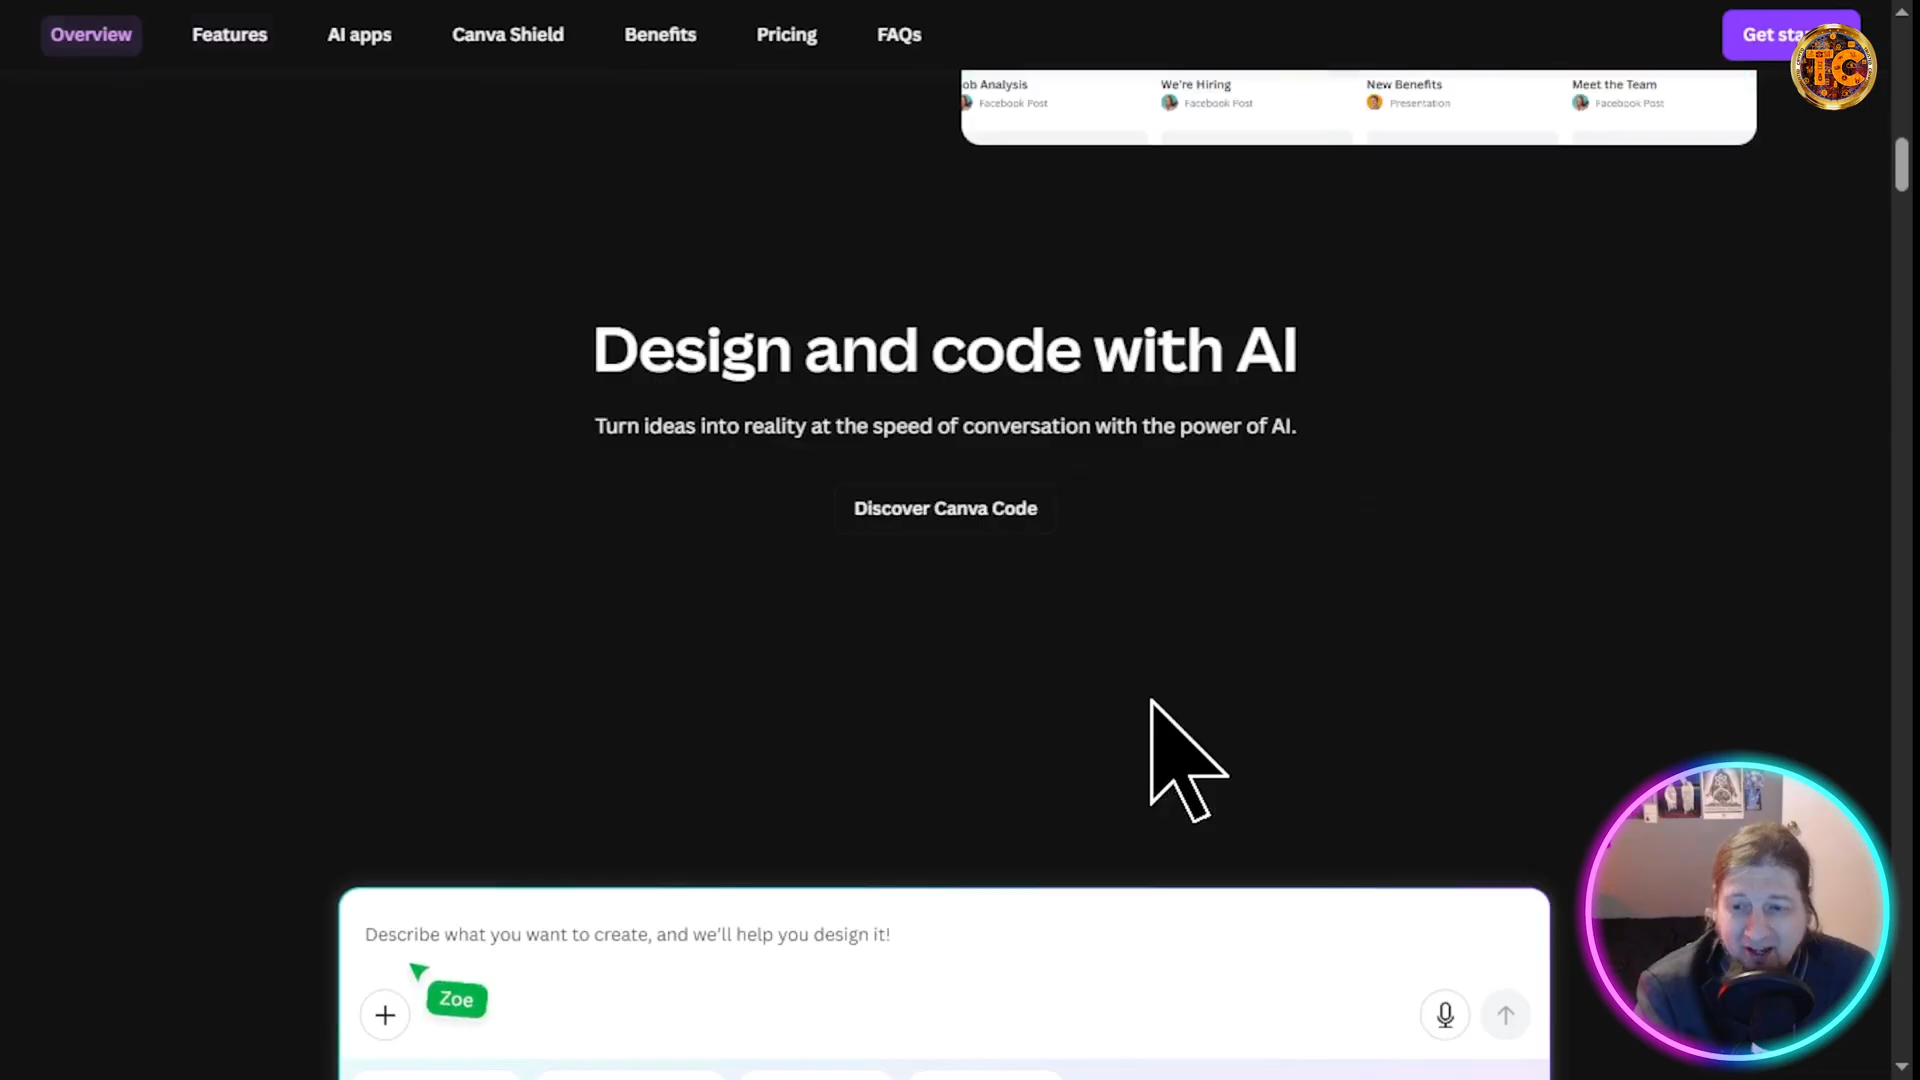 Overview
Features
AI apps
Canva Shield
Benefits
Pricing
FAQs
Get sta
TC
ob Analysis
Facebook Post
We're Hiring
Facebook Post
New Benefits
Presentation
Meet the Team
Facebook Post
Design and code with AI
Turn ideas into reality at the speed of conversation with the power of AI.
Discover Canva Code
Describe what you want to create, and we'll help you design it!
Zoe